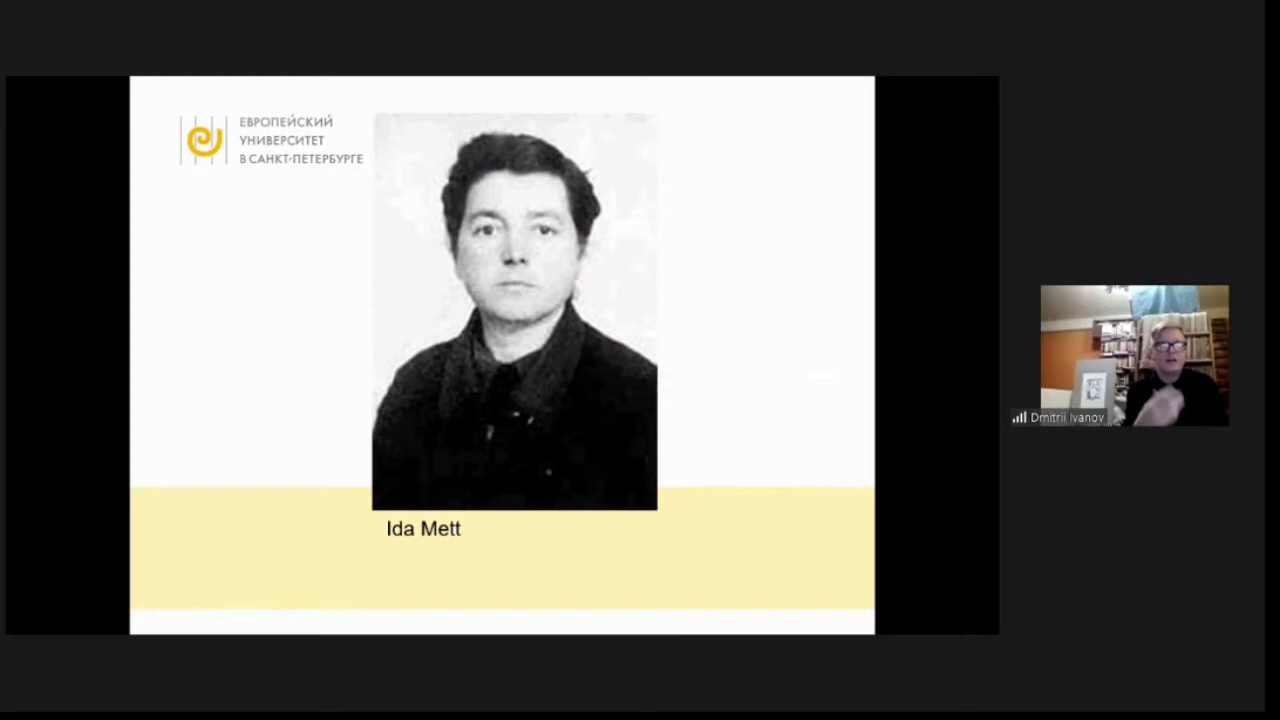 ЕВРОПЕЙСКИЙ
УНИВЕРСИТЕТ
В САНКТ-ПЕТЕРБУРГЕ
Ida Mett
Dmitrii Ivanov